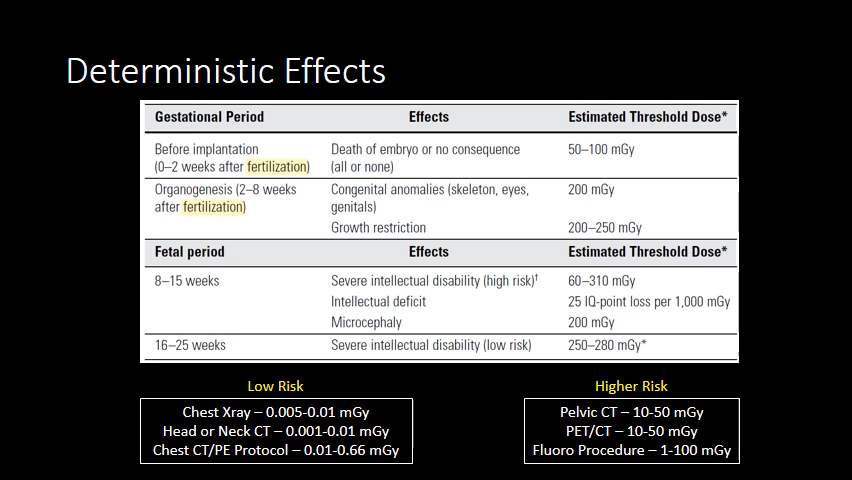 Deterministic Effects
Gestational Period Effects Estimated Threshold Dose*
Before implantation Death of embryo or no consequence 50–100 mGy
(0–2 weeks after fertilization) (all or none)
Organogenesis (2–8 weeks Congenital anomalies (skeleton, eyes, 200 mGy
after fertilization) genitals)
Growth restriction 200–250 mGy
Fetal period Effects Estimated Threshold Dose*
8–15 weeks Severe intellectual disability (high risk)† 60–310 mGy
Intellectual deficit 25 IQ-point loss per 1,000 mGy
Microcephaly 200 mGy
16–25 weeks Severe intellectual disability (low risk) 250–280 mGy*
Low Risk
Chest Xray – 0.005-0.01 mGy
Head or Neck CT – 0.001-0.01 mGy
Chest CT/PE Protocol – 0.01-0.66 mGy
Higher Risk
Pelvic CT – 10-50 mGy
PET/CT – 10-50 mGy
Fluoro Procedure – 1-100 mGy